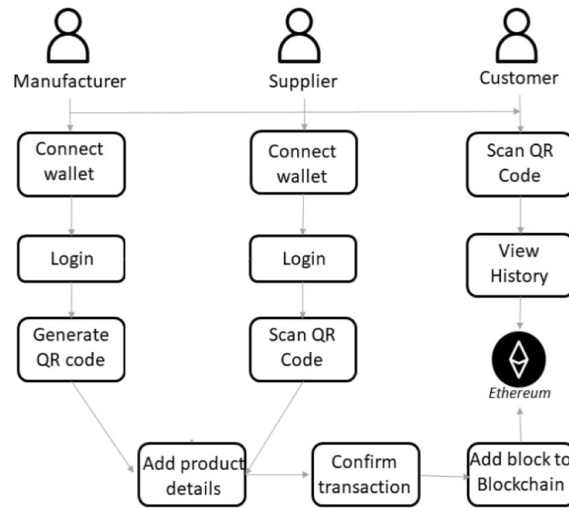 Manufacturer
Supplier
Customer
Connect
wallet
Connect
wallet
Scan QR
Code
Login
Login
View
History
Generate
QR code
Scan QR
Code
Ethereum
Add product
details
Confirm
transaction
Add block to
Blockchain